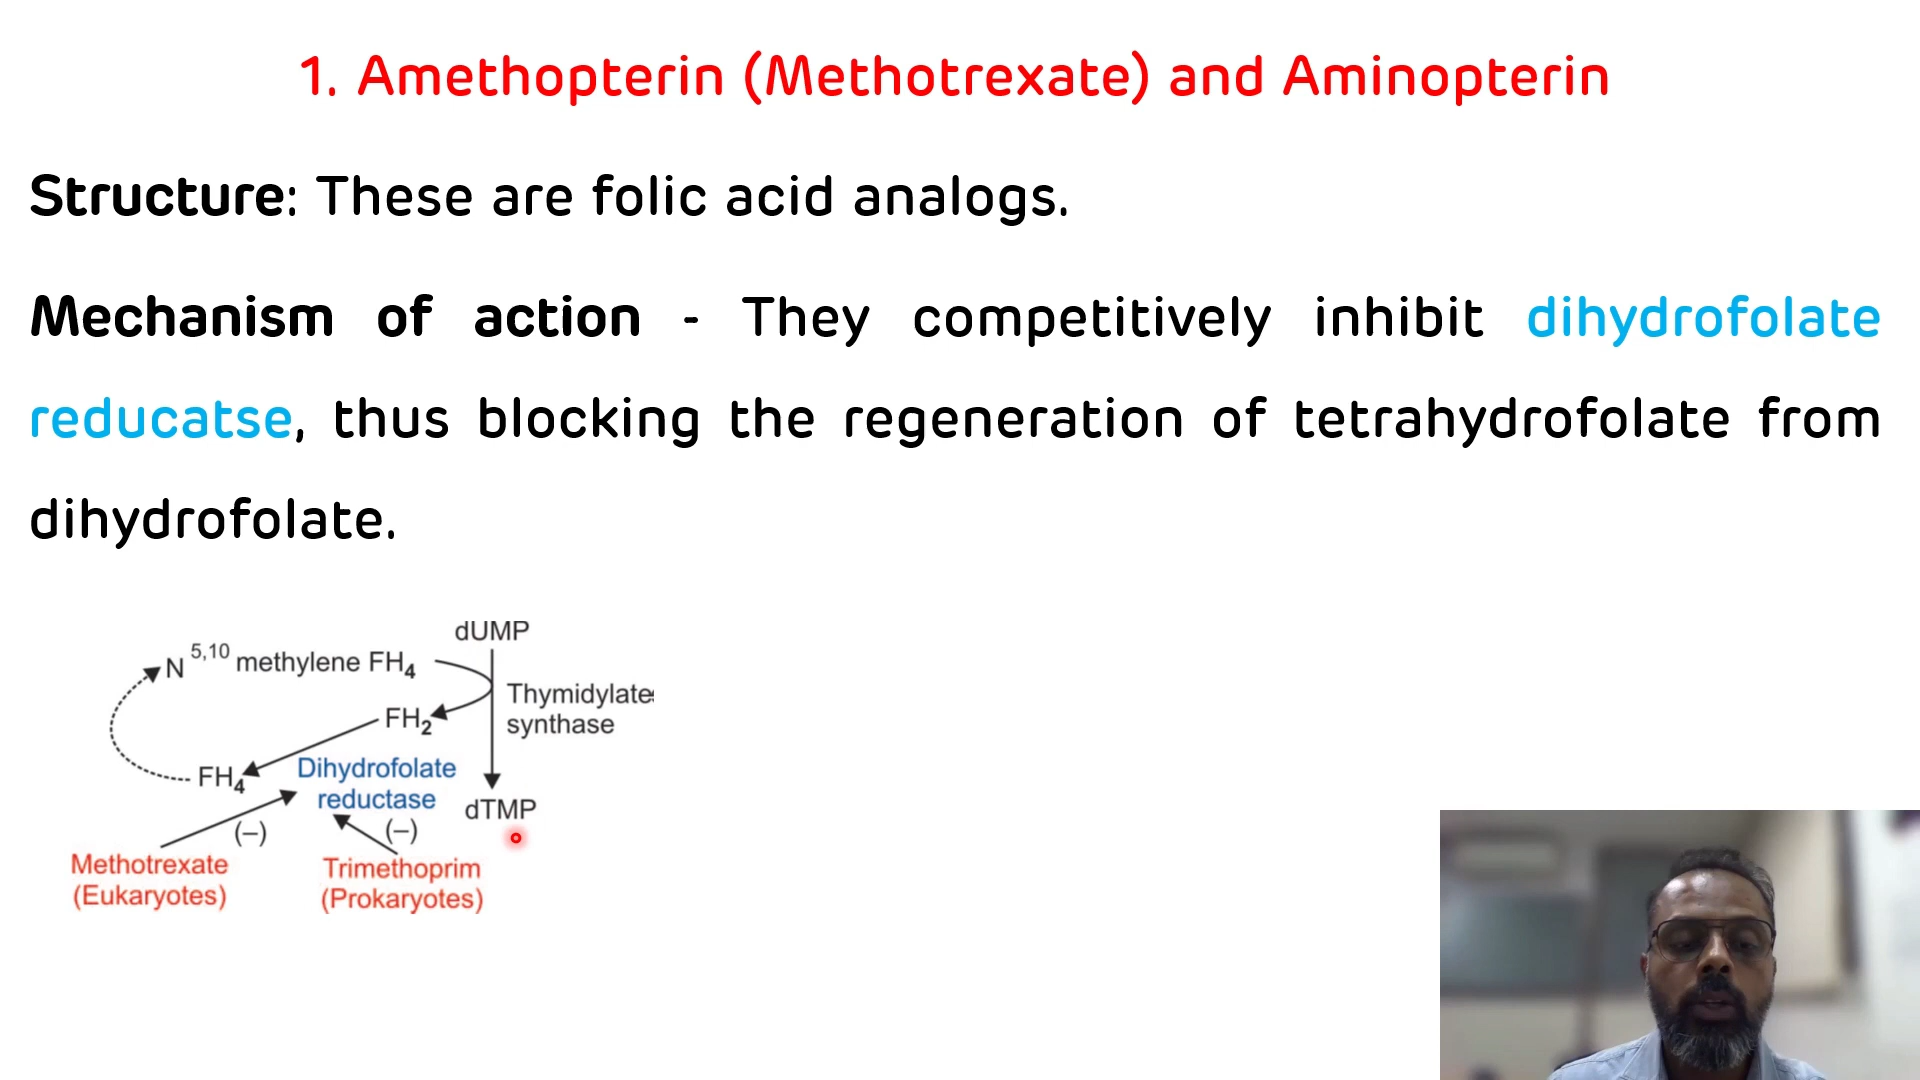 1. Amethopterin (Methotrexate) and Aminopterin
Structure: These are folic acid analogs.
Mechanism of action - They competitively inhibit dihydrofolate
reducatse, thus blocking the regeneration of tetrahydrofolate from
dihydrofolate.
dUMP
N 5,10 methylene FH4
Thymidylate
synthase
FH2
FH4
Dihydrofolate
reductase
dTMP
(–)
(–)
Methotrexate
(Eukaryotes)
Trimethoprim
(Prokaryotes)